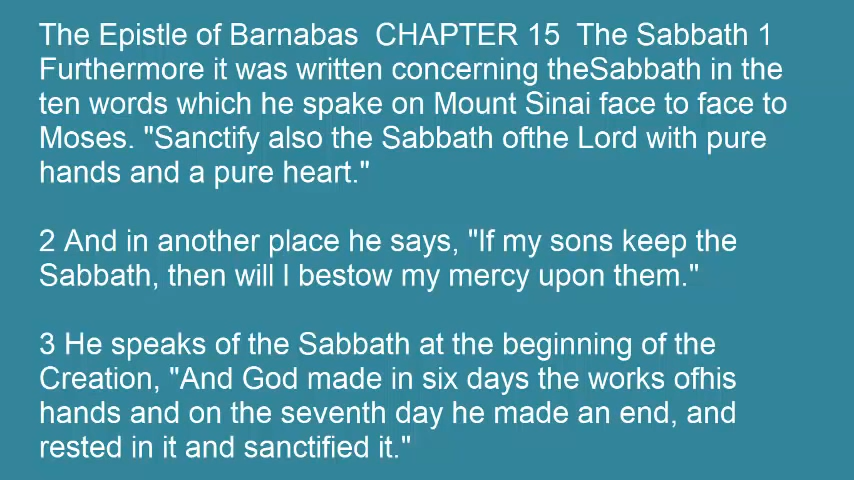 The Epistle of Barnabas  CHAPTER 15  The Sabbath 1
Furthermore it was written concerning theSabbath in the
ten words which he spake on Mount Sinai face to face to
Moses. "Sanctify also the Sabbath ofthe Lord with pure
hands and a pure heart."
2 And in another place he says, "If my sons keep the
Sabbath, then will I bestow my mercy upon them."
3 He speaks of the Sabbath at the beginning of the
Creation, "And God made in six days the works ofhis
hands and on the seventh day he made an end, and
rested in it and sanctified it."